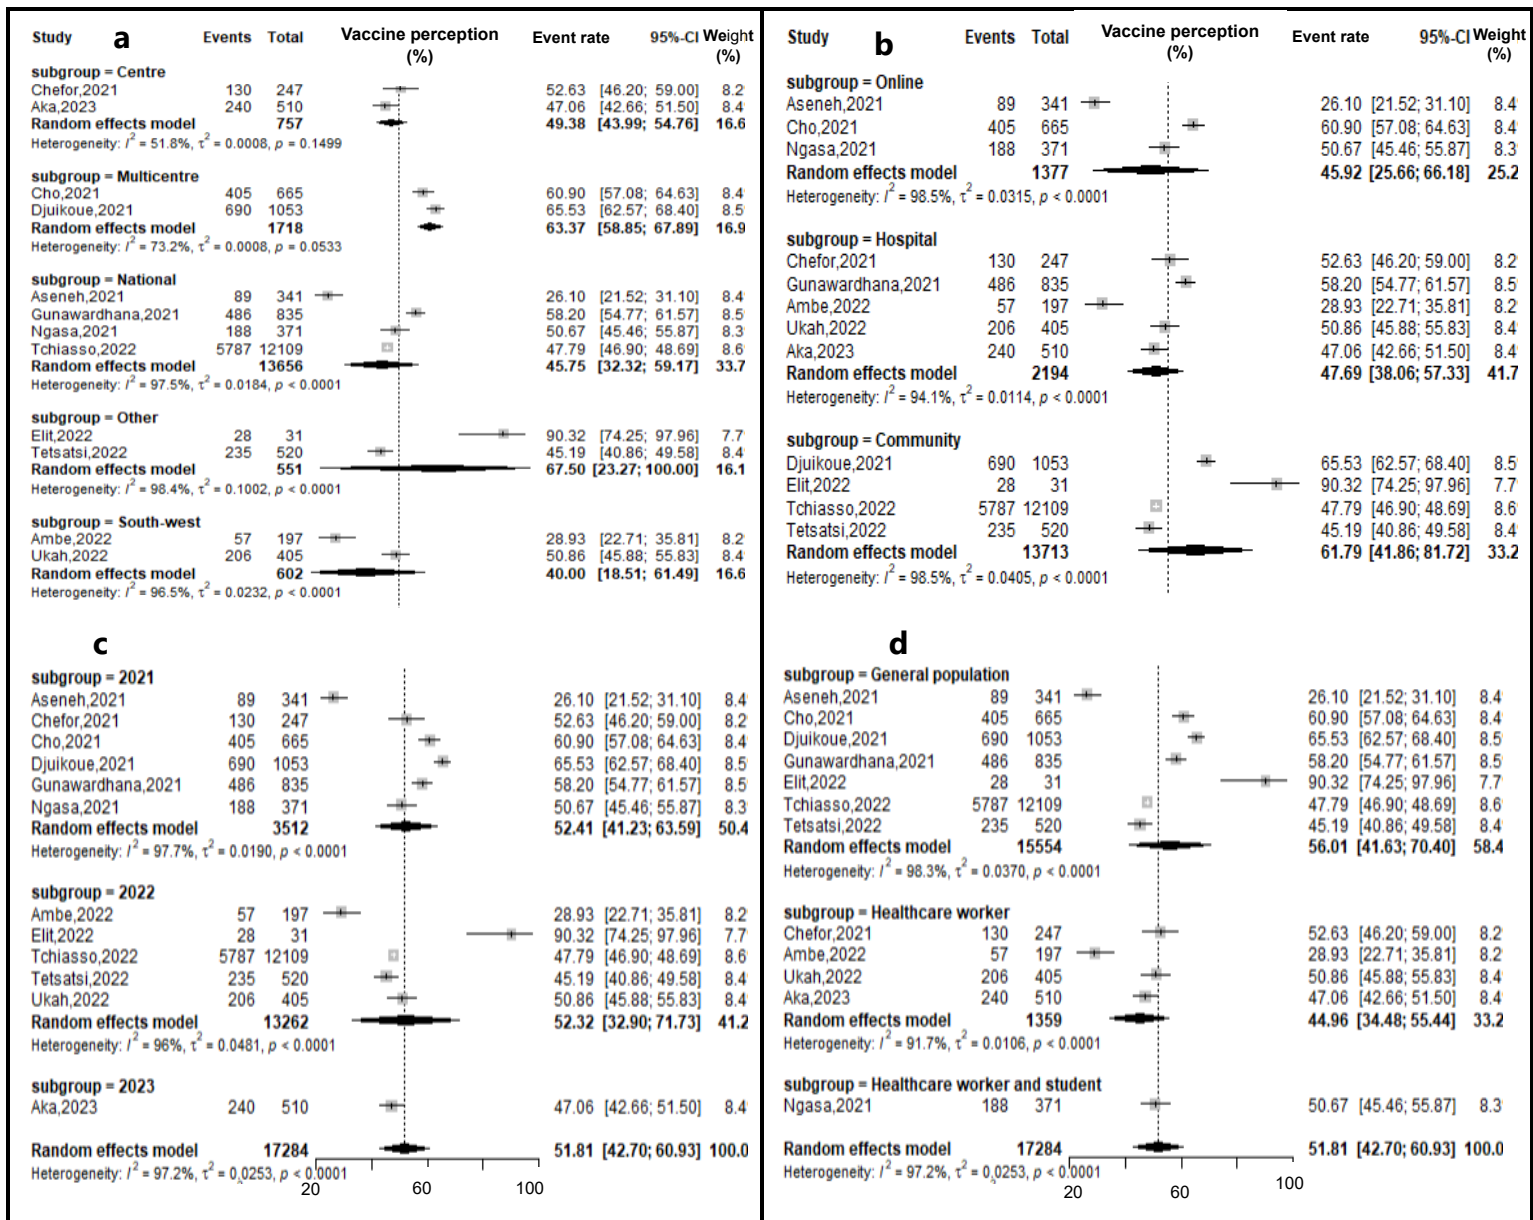 a
Study Events Total Vaccine perception (%) Event rate 95%-CI Weight (%)
subgroup = Centre
Chefor,2021 130 247 52.63 [46.20; 59.00] 8.2
Aka,2023 240 510 47.06 [42.66; 51.50] 8.4
Random effects model 757 49.38 [43.99; 54.76] 16.6
Heterogeneity: I² = 51.8%, τ² = 0.0008, p = 0.1499
subgroup = Multicentre
Cho,2021 405 665 60.90 [57.08; 64.63] 8.4
Djuikoue,2021 690 1053 65.53 [62.57; 68.40] 8.5
Random effects model 1718 63.37 [58.85; 67.89] 16.9
Heterogeneity: I² = 73.2%, τ² = 0.0008, p = 0.0533
subgroup = National
Aseneh,2021 89 341 26.10 [21.52; 31.10] 8.4
Gunawardhana,2021 486 835 58.20 [54.77; 61.57] 8.5
Ngasa,2021 188 371 50.67 [45.46; 55.87] 8.3
Tchiasso,2022 5787 12109 47.79 [46.90; 48.69] 8.6
Random effects model 13656 45.75 [32.32; 59.17] 33.7
Heterogeneity: I² = 97.5%, τ² = 0.0184, p < 0.0001
subgroup = Other
Elit,2022 28 31 90.32 [74.25; 97.96] 7.7
Tetsatsi,2022 235 520 45.19 [40.86; 49.58] 8.4
Random effects model 551 67.50 [23.27; 100.00] 16.1
Heterogeneity: I² = 98.4%, τ² = 0.1002, p < 0.0001
subgroup = South-west
Ambe,2022 57 197 28.93 [22.71; 35.81] 8.2
Ukah,2022 206 405 50.86 [45.88; 55.83] 8.4
Random effects model 602 40.00 [18.51; 61.49] 16.6
Heterogeneity: I² = 96.5%, τ² = 0.0232, p < 0.0001
b
Study Events Total Vaccine perception (%) Event rate 95%-CI Weight (%)
subgroup = Online
Aseneh,2021 89 341 26.10 [21.52; 31.10] 8.4
Cho,2021 405 665 60.90 [57.08; 64.63] 8.4
Ngasa,2021 188 371 50.67 [45.46; 55.87] 8.3
Random effects model 1377 45.92 [25.66; 66.18] 25.2
Heterogeneity: I² = 98.5%, τ² = 0.0315, p < 0.0001
subgroup = Hospital
Chefor,2021 130 247 52.63 [46.20; 59.00] 8.2
Gunawardhana,2021 486 835 58.20 [54.77; 61.57] 8.5
Ambe,2022 57 197 28.93 [22.71; 35.81] 8.2
Ukah,2022 206 405 50.86 [45.88; 55.83] 8.4
Aka,2023 240 510 47.06 [42.66; 51.50] 8.4
Random effects model 2194 47.69 [38.06; 57.33] 41.7
Heterogeneity: I² = 94.1%, τ² = 0.0114, p < 0.0001
subgroup = Community
Djuikoue,2021 690 1053 65.53 [62.57; 68.40] 8.5
Elit,2022 28 31 90.32 [74.25; 97.96] 7.7
Tchiasso,2022 5787 12109 47.79 [46.90; 48.69] 8.6
Tetsatsi,2022 235 520 45.19 [40.86; 49.58] 8.4
Random effects model 13713 61.79 [41.86; 81.72] 33.2
Heterogeneity: I² = 98.5%, τ² = 0.0405, p < 0.0001
c
subgroup = 2021
Aseneh,2021 89 341 26.10 [21.52; 31.10] 8.4
Chefor,2021 130 247 52.63 [46.20; 59.00] 8.2
Cho,2021 405 665 60.90 [57.08; 64.63] 8.4
Djuikoue,2021 690 1053 65.53 [62.57; 68.40] 8.5
Gunawardhana,2021 486 835 58.20 [54.77; 61.57] 8.5
Ngasa,2021 188 371 50.67 [45.46; 55.87] 8.3
Random effects model 3512 52.41 [41.23; 63.59] 50.4
Heterogeneity: I² = 97.7%, τ² = 0.0190, p < 0.0001
subgroup = 2022
Ambe,2022 57 197 28.93 [22.71; 35.81] 8.2
Elit,2022 28 31 90.32 [74.25; 97.96] 7.7
Tchiasso,2022 5787 12109 47.79 [46.90; 48.69] 8.6
Tetsatsi,2022 235 520 45.19 [40.86; 49.58] 8.4
Ukah,2022 206 405 50.86 [45.88; 55.83] 8.4
Random effects model 13262 52.32 [32.90; 71.73] 41.2
Heterogeneity: I² = 96%, τ² = 0.0481, p < 0.0001
subgroup = 2023
Aka,2023 240 510 47.06 [42.66; 51.50] 8.4
Random effects model 17284 51.81 [42.70; 60.93] 100.0
Heterogeneity: I² = 97.2%, τ² = 0.0253, p < 0.0001
20 60 100
d
subgroup = General population
Aseneh,2021 89 341 26.10 [21.52; 31.10] 8.4
Cho,2021 405 665 60.90 [57.08; 64.63] 8.4
Djuikoue,2021 690 1053 65.53 [62.57; 68.40] 8.5
Gunawardhana,2021 486 835 58.20 [54.77; 61.57] 8.5
Elit,2022 28 31 90.32 [74.25; 97.96] 7.7
Tchiasso,2022 5787 12109 47.79 [46.90; 48.69] 8.6
Tetsatsi,2022 235 520 45.19 [40.86; 49.58] 8.4
Random effects model 15554 56.01 [41.63; 70.40] 58.4
Heterogeneity: I² = 98.3%, τ² = 0.0370, p < 0.0001
subgroup = Healthcare worker
Chefor,2021 130 247 52.63 [46.20; 59.00] 8.2
Ambe,2022 57 197 28.93 [22.71; 35.81] 8.2
Ukah,2022 206 405 50.86 [45.88; 55.83] 8.4
Aka,2023 240 510 47.06 [42.66; 51.50] 8.4
Random effects model 1359 44.96 [34.48; 55.44] 33.2
Heterogeneity: I² = 91.7%, τ² = 0.0106, p < 0.0001
subgroup = Healthcare worker and student
Ngasa,2021 188 371 50.67 [45.46; 55.87] 8.3
Random effects model 17284 51.81 [42.70; 60.93] 100.0
Heterogeneity: I² = 97.2%, τ² = 0.0253, p < 0.0001
20 60 100